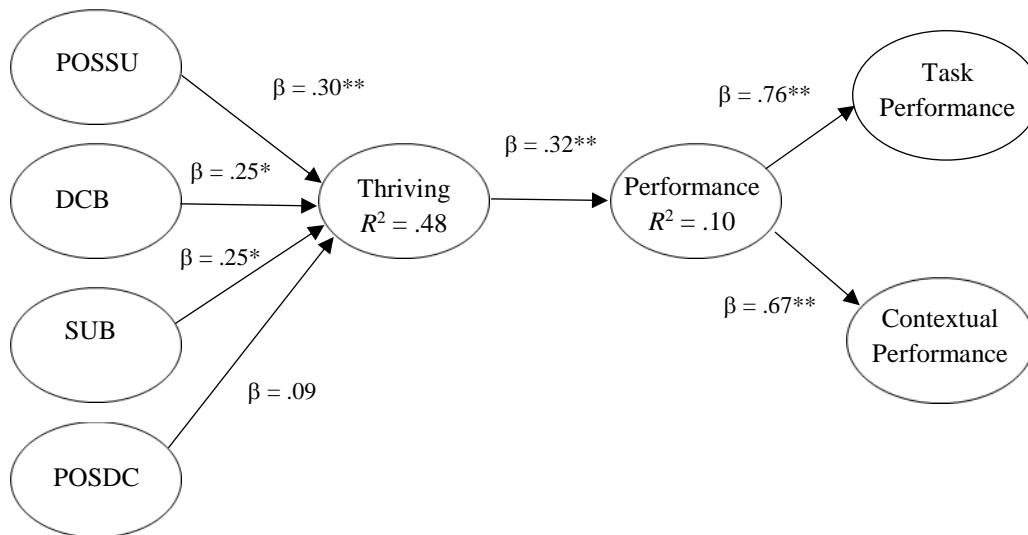 POSSU
β = .30**
DCB
β = .25*
SUB
β = .25*
POSDC
β = .09
Thriving
R² = .48
β = .32**
Performance
R² = .10
β = .76**
Task
Performance
β = .67**
Contextual
Performance